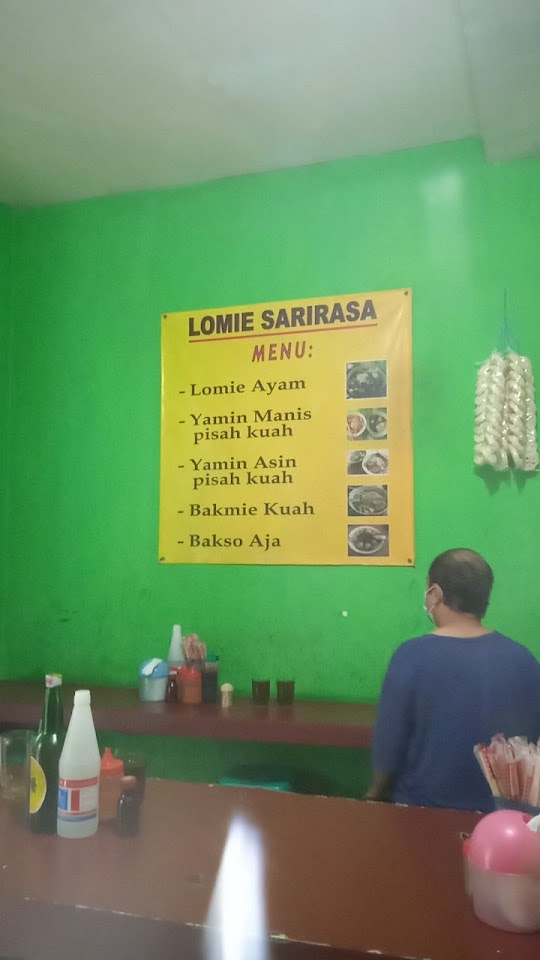 LOMIE SARIRASA
MENU:
- Lomie Ayam
- Yamin Manis
pisah kuah
- Yamin Asin
pisah kuah
- Bakmie Kuah
- Bakso Aja